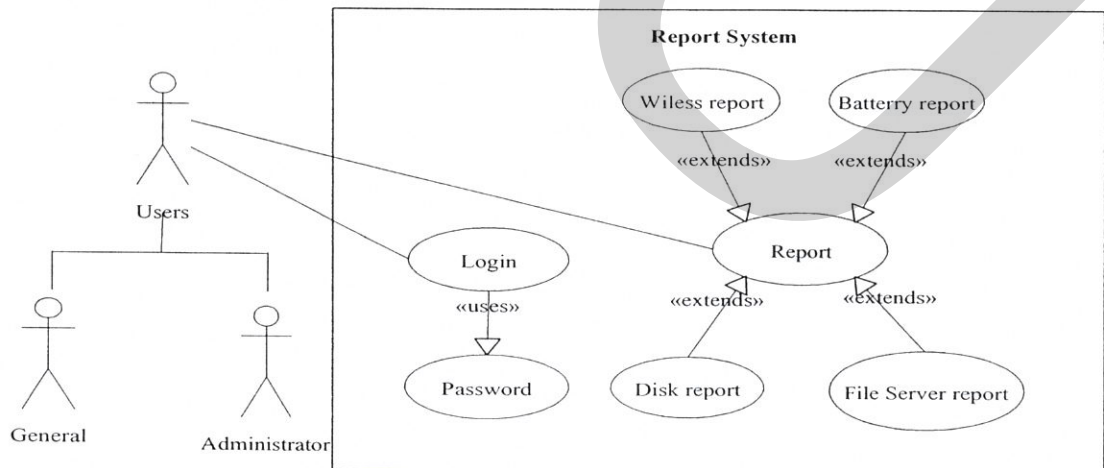 Report System
Wiless report
Batterry report
«extends»
«extends»
Users
Login
Report
«uses»
«extends»
«extends»
Password
Disk report
File Server report
General
Administrator